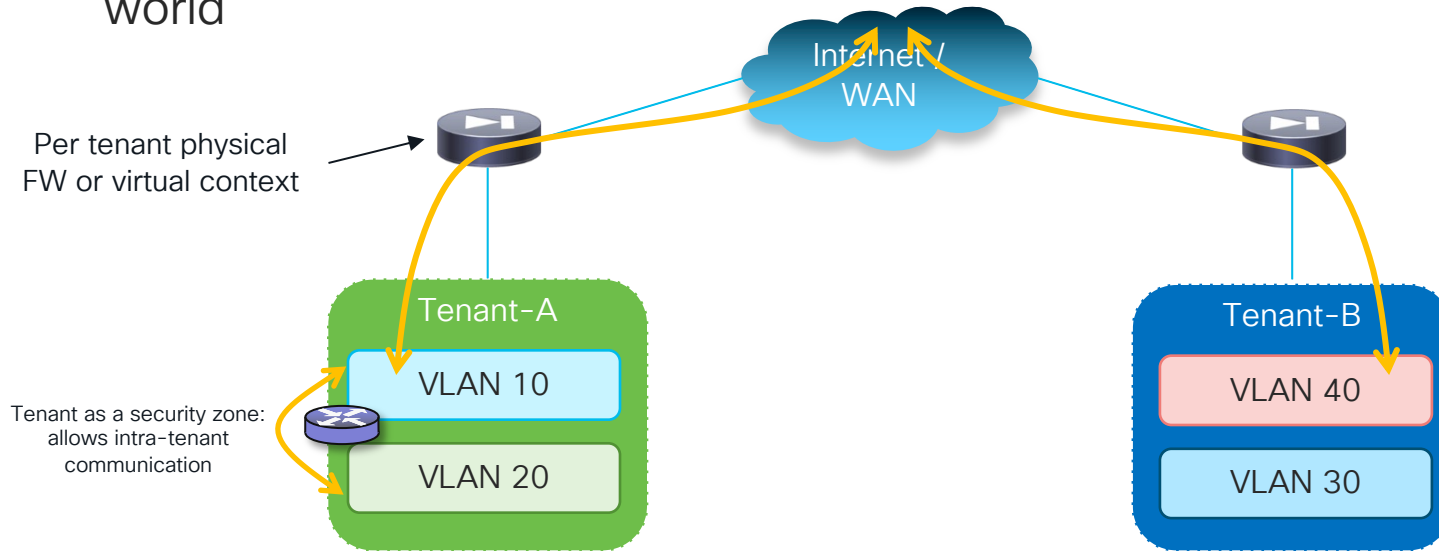 world
Internet /
WAN
Per tenant physical
FW or virtual context
Tenant-A
VLAN 10
Tenant as a security zone:
allows intra-tenant
communication
VLAN 20
Tenant-B
VLAN 40
VLAN 30